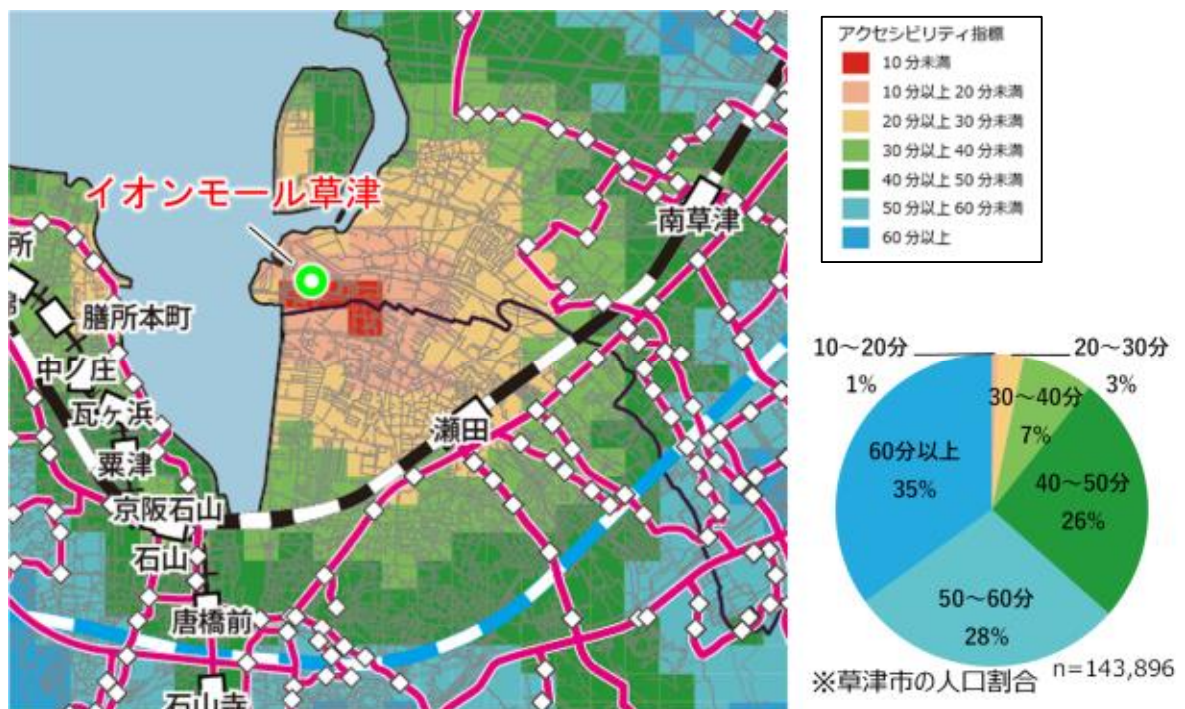 イオンモール草津
南草津
所
膳所本町
中ノ庄
瓦ヶ浜
粟津
瀬田
京阪石山
石山
唐橋前
石山寺
アクセシビリティ指標
10分未満
10分以上20分未満
20分以上30分未満
30分以上40分未満
40分以上50分未満
50分以上60分未満
60分以上
10～20分
1%
20～30分
3%
30～40分
7%
60分以上
35%
40～50分
26%
50～60分
28%
n=143,896
※草津市の人口割合